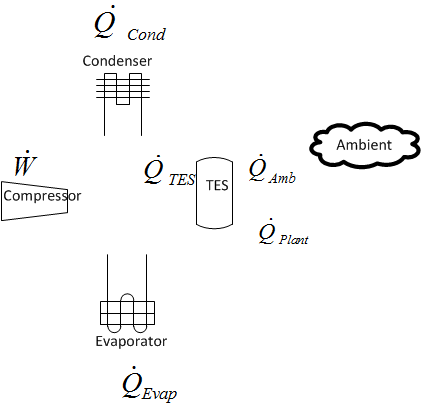 Q̇ Cond
Condenser
Ambient
Ẇ
Q̇ TES
Q̇ Amb
TES
Compressor
Q̇ Plant
Evaporator
Q̇ Evap